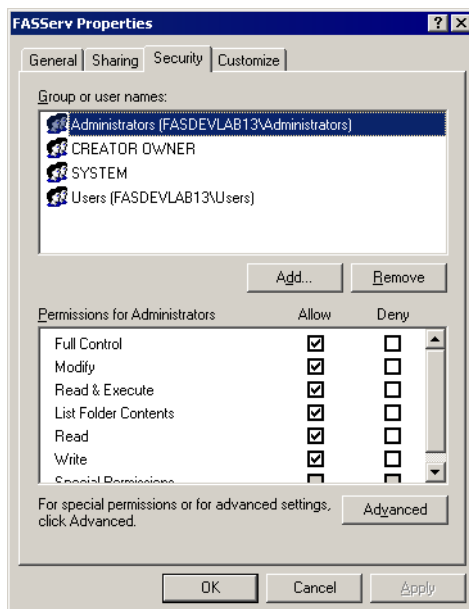 FASServ Properties
General Sharing Security Customize
Group or user names:
Administrators (FASDEVLAB13\Administrators)
CREATOR OWNER
SYSTEM
Users (FASDEVLAB13\Users)
Add... Remove
Permissions for Administrators Allow Deny
Full Control
Modify
Read & Execute
List Folder Contents
Read
Write
Special Permissions
For special permissions or for advanced settings,
click Advanced.
Advanced
OK Cancel Apply